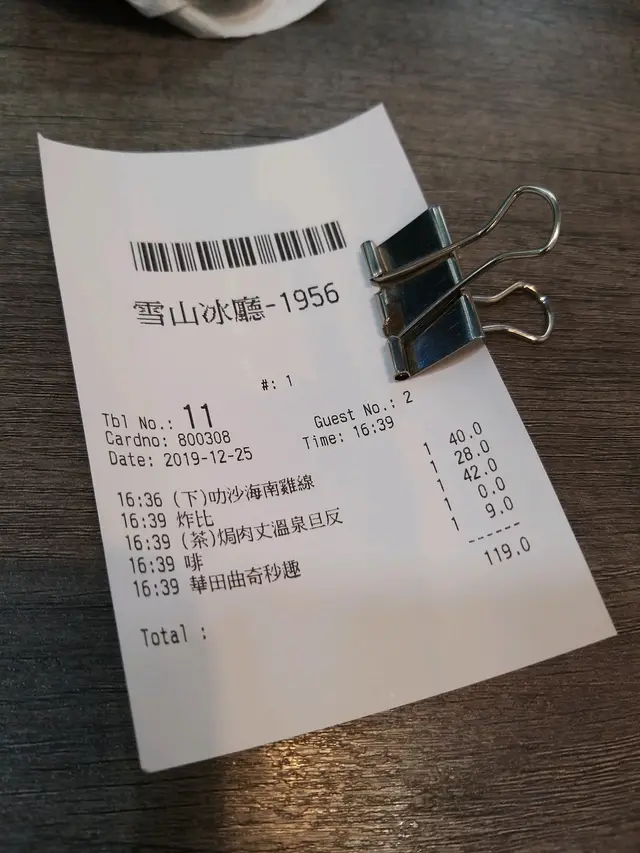 雪山冰廳-1956
#: 1
Tbl No.: 11 Guest No.: 2
Cardno: 800308 Time: 16:39
Date: 2019-12-25
16:36 (下)叻沙海南雞線 1 40.0
16:39 炸比 1 28.0
16:39 (茶)焗肉丈溫泉旦反 1 42.0
16:39 啡 1 0.0
16:39 華田曲奇秒趣 1 9.0
-------
Total : 119.0